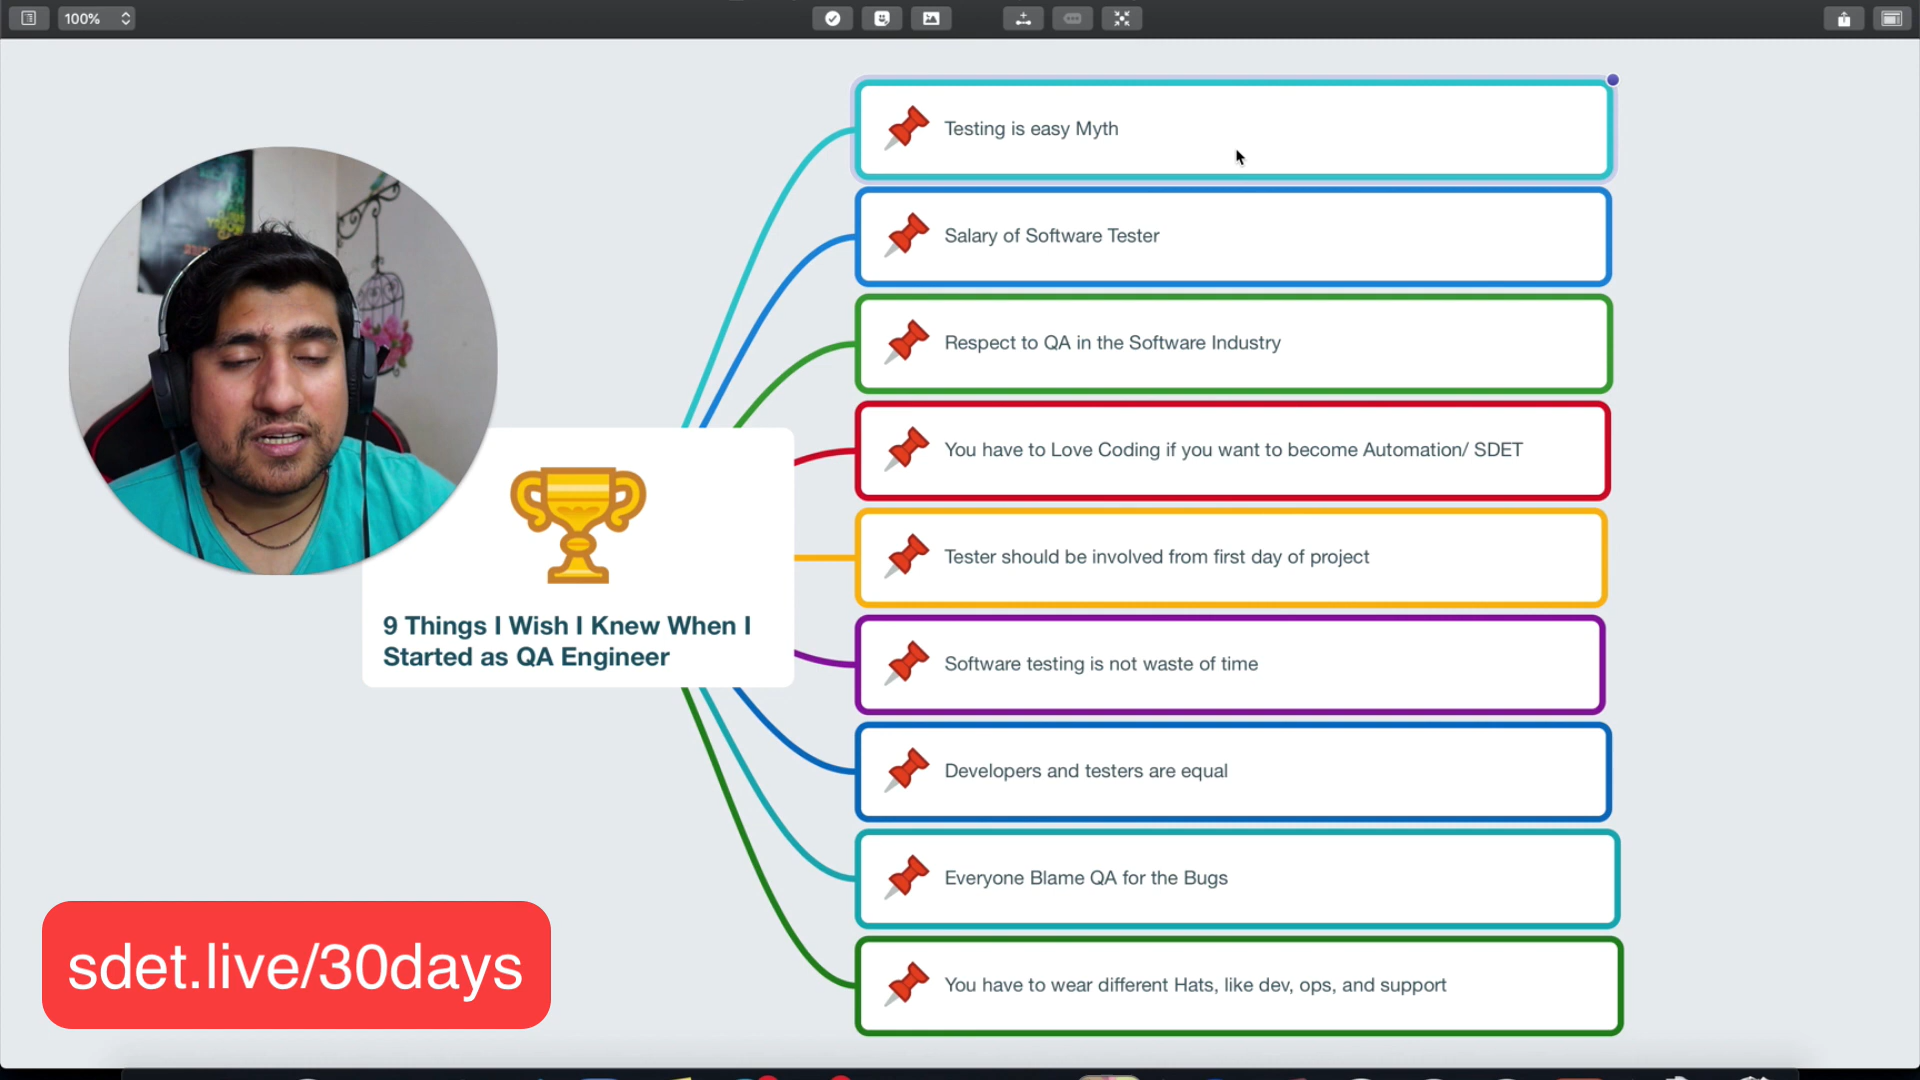 100%
Testing is easy Myth
Salary of Software Tester
Respect to QA in the Software Industry
You have to Love Coding if you want to become Automation/ SDET
Tester should be involved from first day of project
Software testing is not waste of time
Developers and testers are equal
Everyone Blame QA for the Bugs
You have to wear different Hats, like dev, ops, and support
9 Things I Wish I Knew When I
Started as QA Engineer
sdet.live/30days